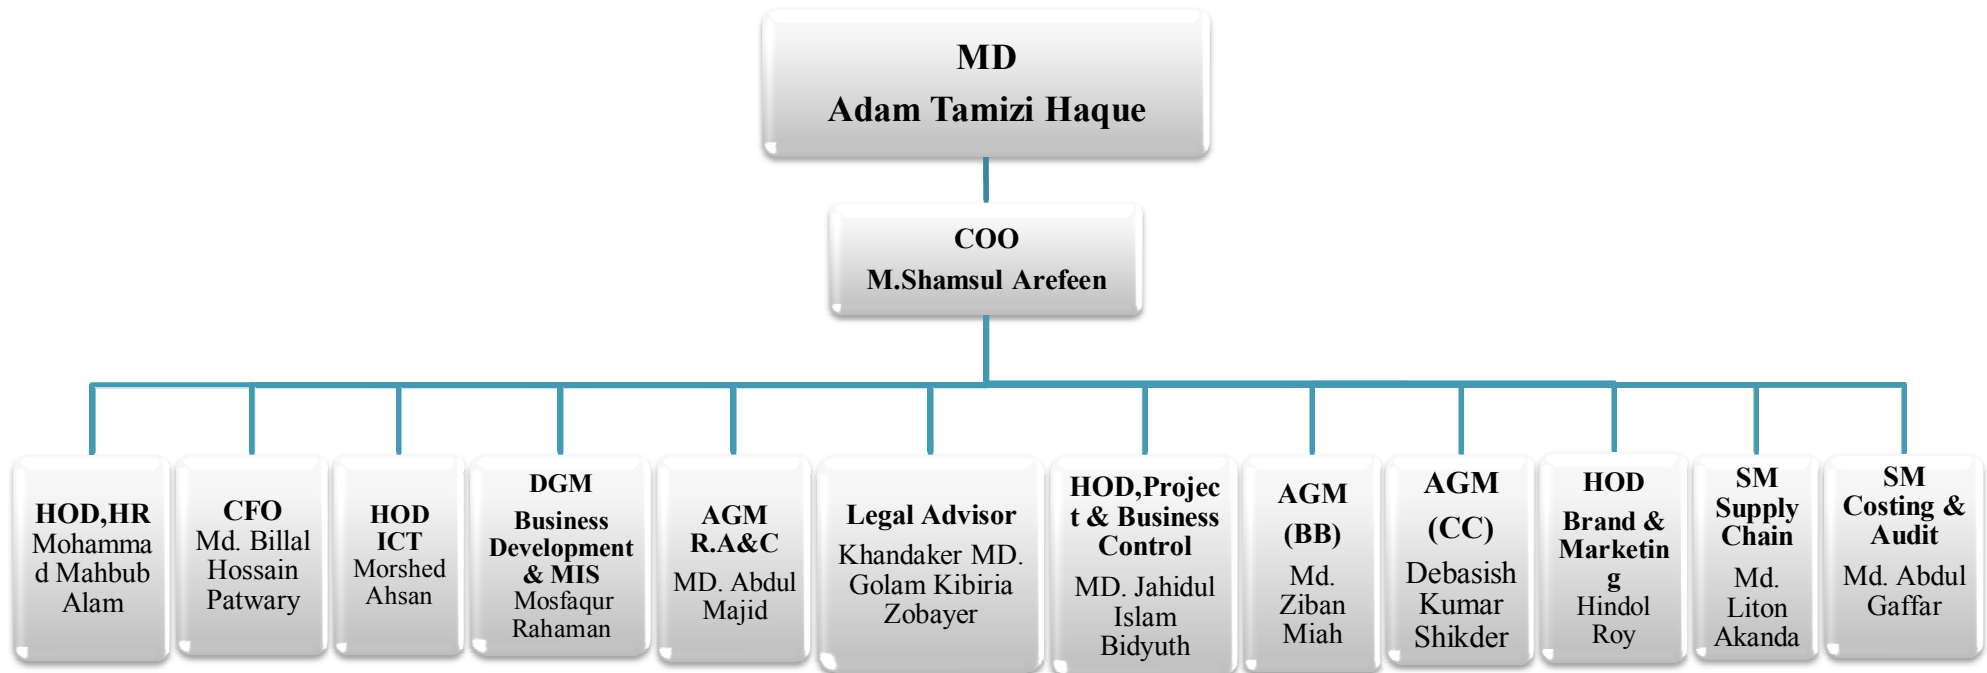 MD
Adam Tamizi Haque
COO
M.Shamsul Arefeen
HOD,HR
Mohamma
d Mahbub
Alam
CFO
Md. Billal
Hossain
Patwary
HOD
ICT
Morshed
Ahsan
DGM
Business
Development
& MIS
Mosfaqur
Rahaman
AGM
R.A&C
MD. Abdul
Majid
Legal Advisor
Khandaker MD.
Golam Kibiria
Zobayer
HOD,Projec
t & Business
Control
MD. Jahidul
Islam
Bidyuth
AGM
(BB)
Md.
Ziban
Miah
AGM
(CC)
Debasish
Kumar
Shikder
HOD
Brand &
Marketin
g
Hindol
Roy
SM
Supply
Chain
Md.
Liton
Akanda
SM
Costing &
Audit
Md. Abdul
Gaffar